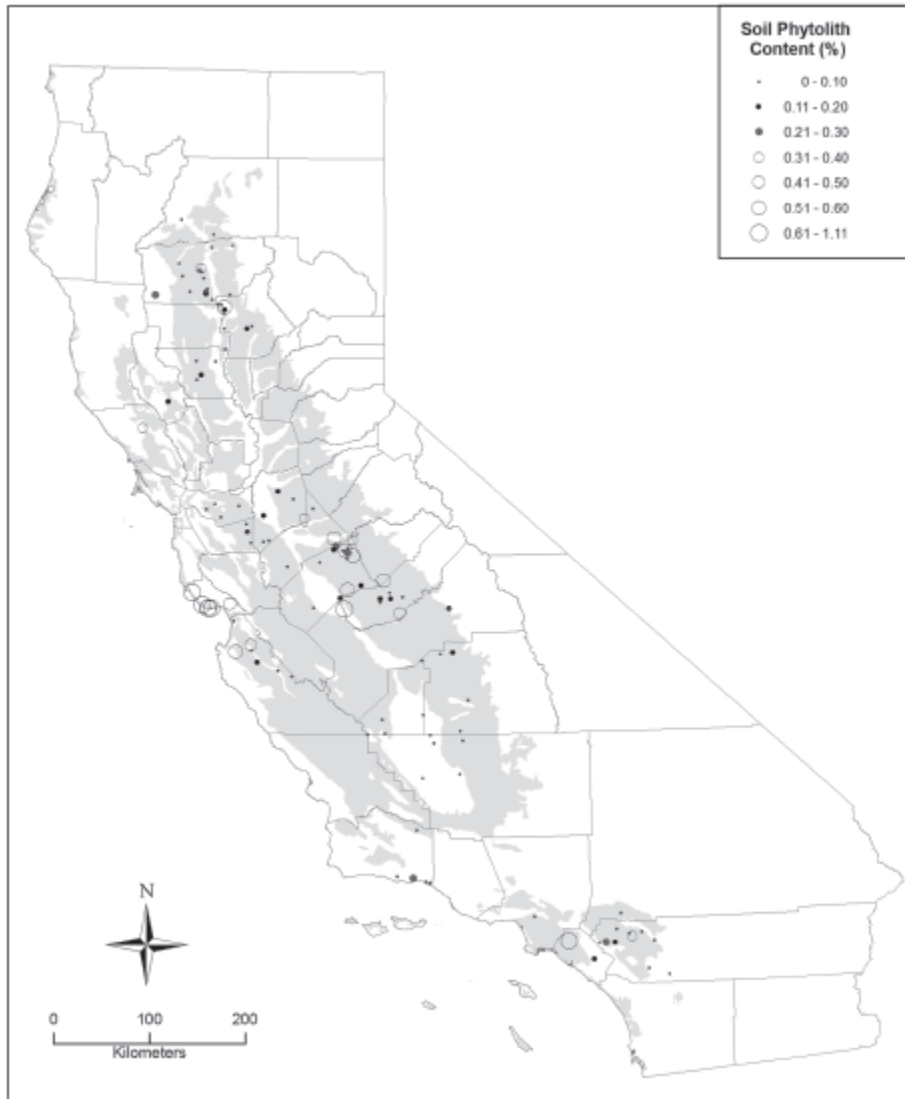 Soil Phytolith
Content (%)
0 - 0.10
0.11 - 0.20
0.21 - 0.30
0.31 - 0.40
0.41 - 0.50
0.51 - 0.60
0.61 - 1.11
N
0 100 200
Kilometers